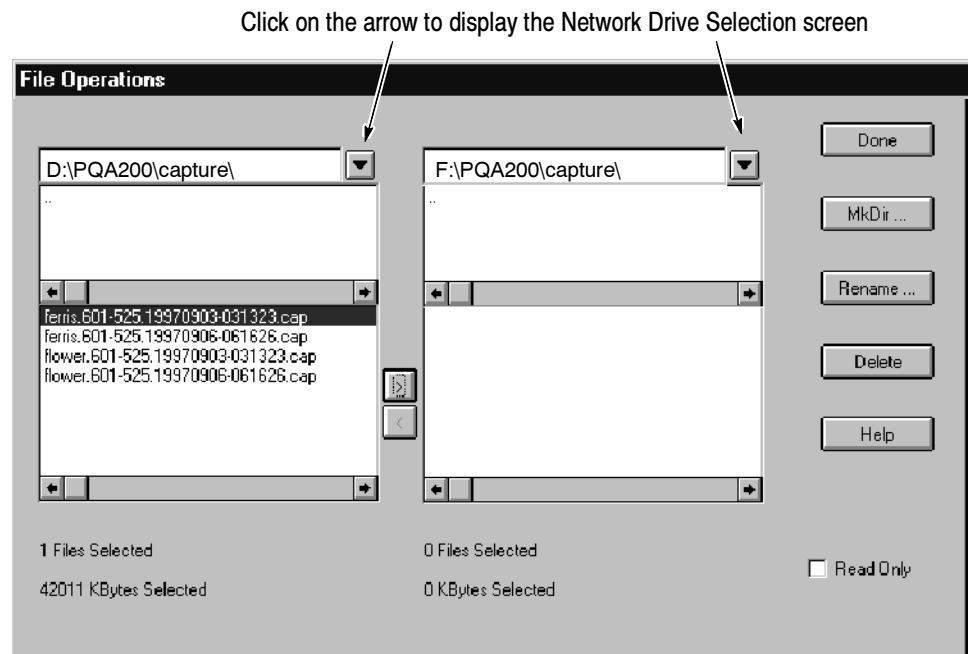 Click on the arrow to display the Network Drive Selection screen
File Operations
D:\PQA200\capture\
F:\PQA200\capture\
Done
..
..
MkDir ...
Rename ...
ferris.601-525.19970903-031323.cap
ferris.601-525.19970906-061626.cap
flower.601-525.19970903-031323.cap
flower.601-525.19970906-061626.cap
Delete
>
<
Help
1 Files Selected
0 Files Selected
Read Only
42011 KBytes Selected
0 KBytes Selected